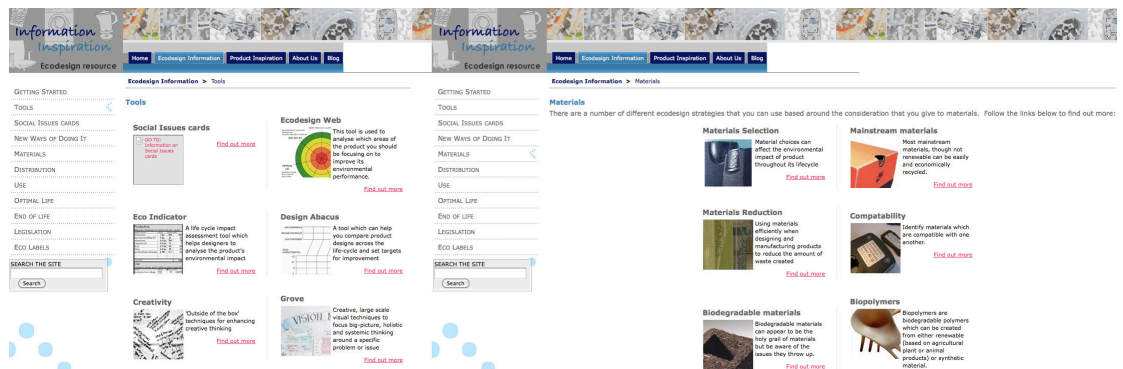 Information
Inspiration
Ecodesign resource
Home
Ecodesign Information
Product Inspiration
About Us
Blog
Ecodesign Information > Tools
GETTING STARTED
TOOLS
SOCIAL ISSUES CARDS
NEW WAYS OF DOING IT
MATERIALS
DISTRIBUTION
USE
OPTIMAL LIFE
END OF LIFE
LEGISLATION
ECO LABELS
SEARCH THE SITE
Search
Tools
Social Issues cards
GO TO:
Information on
Social Issues
cards
Find out more
Ecodesign Web
This tool is used to
analyse which areas of
the product you should
be focusing on to
improve its
environmental
performance.
Find out more
Eco Indicator
A life cycle impact
assessment tool which
helps designers to
analyse the product's
environmental impact
Find out more
Design Abacus
A tool which can help
you compare product
designs across the
life-cycle and set targets
for improvement
Find out more
Creativity
'Outside of the box'
techniques for enhancing
creative thinking
Find out more
Grove
VISION
Creative, large scale
visual techniques to
focus big-picture, holistic
and systemic thinking
around a specific
problem or issue
Find out more
Information
Inspiration
Ecodesign resource
Home
Ecodesign Information
Product Inspiration
About Us
Blog
Ecodesign Information > Materials
GETTING STARTED
TOOLS
SOCIAL ISSUES CARDS
NEW WAYS OF DOING IT
MATERIALS
DISTRIBUTION
USE
OPTIMAL LIFE
END OF LIFE
LEGISLATION
ECO LABELS
SEARCH THE SITE
Search
Materials
There are a number of different ecodesign strategies that you can use based around the consideration that you give to materials. Follow the links below to find out more:
Materials Selection
Material choices can
affect the environmental
impact of product
throughout its lifecycle
Find out more
Mainstream materials
Most mainstream
materials, though not
renewable can be easily
and economically
recycled.
Find out more
Materials Reduction
Using materials
efficiently when
designing and
manufacturing products
to reduce the amount of
waste created
Find out more
Compatability
Identify materials which
are compatible with one
another.
Find out more
Biodegradable materials
Biodegradable materials
can appear to be the
holy grail of materials
but be aware of the
issues they throw up.
Find out more
Biopolymers
Biopolymers are
biodegradable polymers
which can be created
from either renewable
(based on agricultural
plant or animal
products) or synthetic
material.